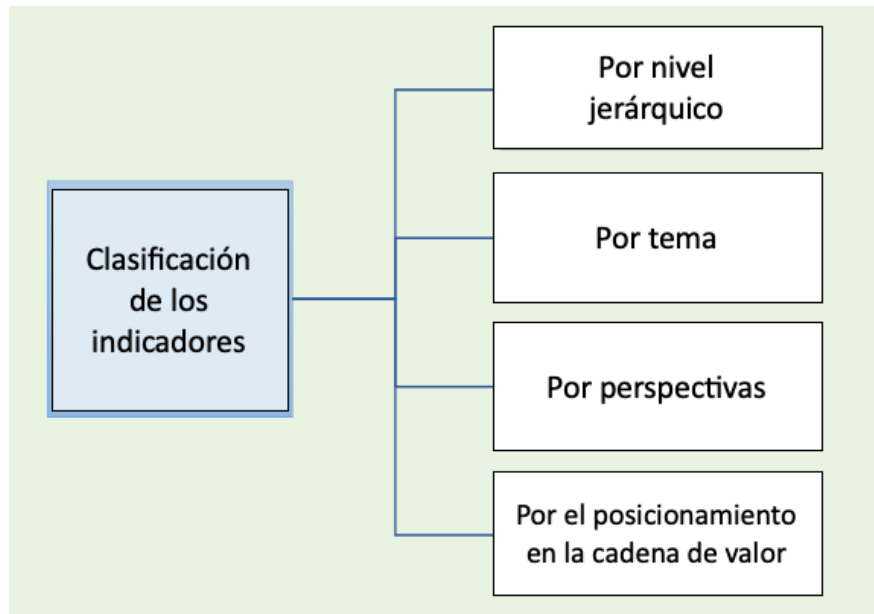 Clasificación
de los
indicadores
Por nivel
jerárquico
Por tema
Por perspectivas
Por el posicionamiento
en la cadena de valor